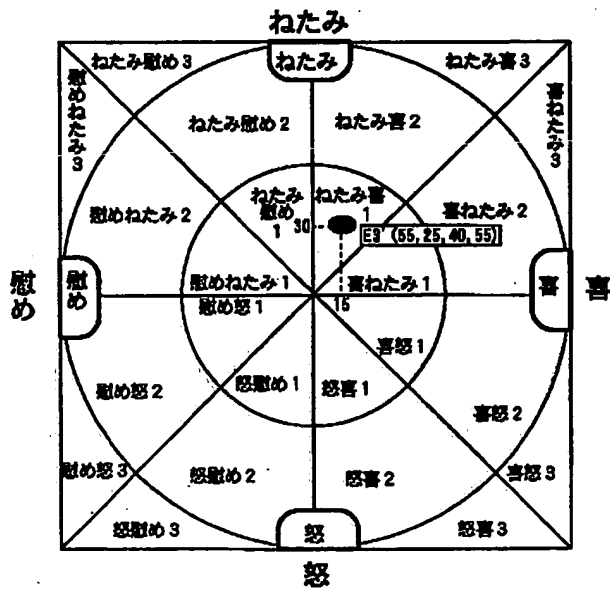 ねたみ
ねたみ
ねたみ慰め3
ねたみ喜3
慰めねたみ3
喜ねたみ3
ねたみ慰め2
ねたみ喜2
慰めねたみ2
喜ねたみ2
ねたみ
慰め
1
ねたみ喜
1
30
E3' (55,25,40,55)
慰め
慰め
慰めねたみ1
喜ねたみ1
喜
喜
慰め怒1
15
喜怒1
怒慰め1
怒喜1
慰め怒2
喜怒2
慰め怒3
怒慰め2
怒喜2
喜怒3
怒慰め3
怒
怒喜3
怒